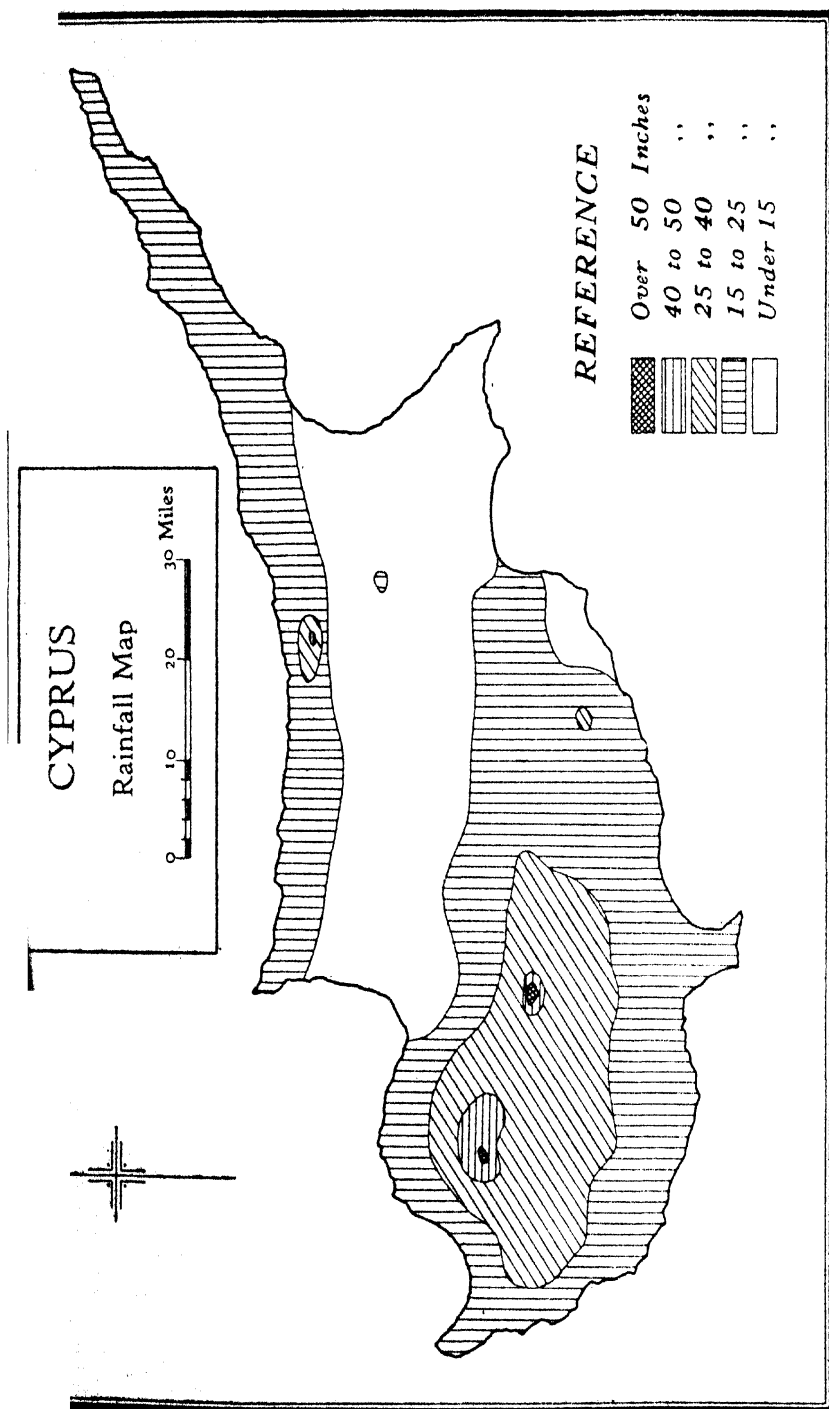 CYPRUS
Rainfall Map
0 10 20 30 Miles
REFERENCE
Over 50 Inches
40 to 50 ,,
25 to 40 ,,
15 to 25 ,,
Under 15 ,,